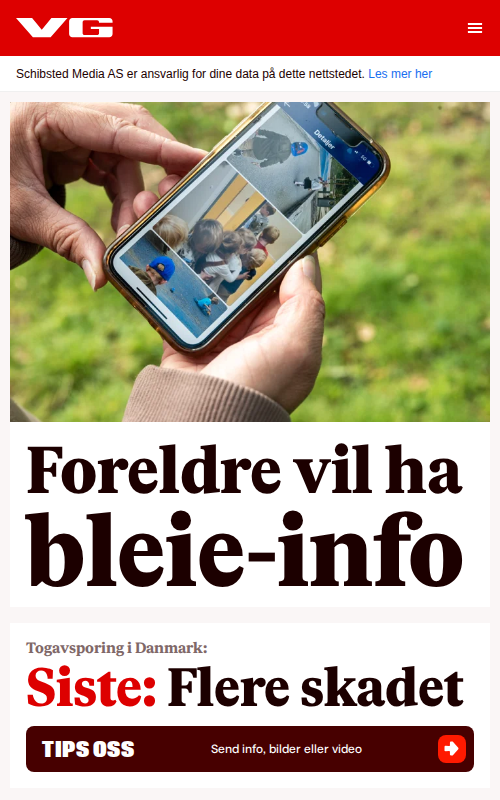 VG
Schibsted Media AS er ansvarlig for dine data på dette nettstedet. Les mer her
Detaljer
Foreldre vil ha
bleie-info
Togavsporing i Danmark:
Siste: Flere skadet
TIPS OSS
Send info, bilder eller video